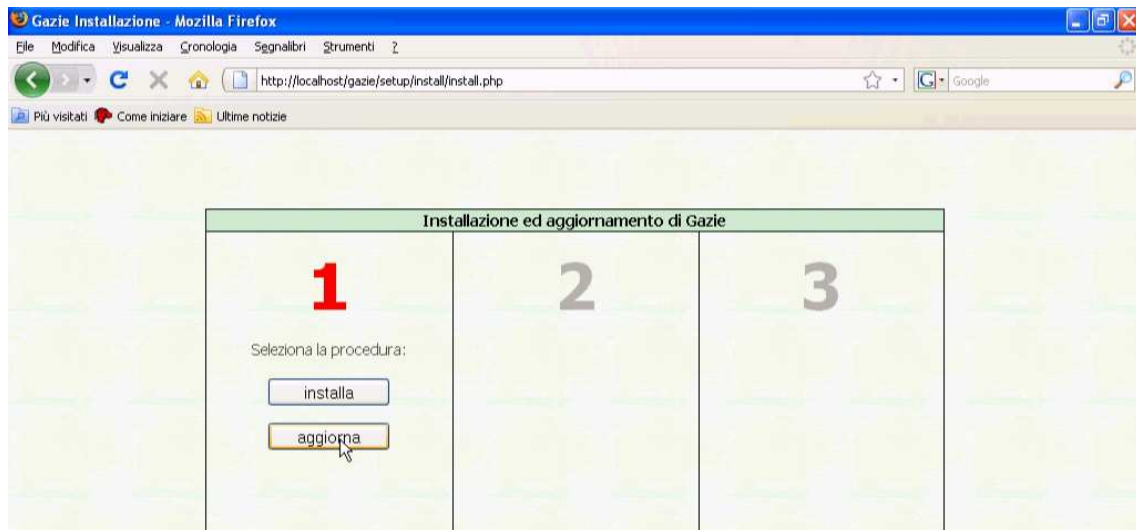 Gazie Installazione - Mozilla Firefox
File Modifica Visualizza Cronologia Segnalibri Strumenti ?
http://localhost/gazie/setup/install/install.php
G Google
Più visitati Come iniziare Ultime notizie
Installazione ed aggiornamento di Gazie
1 2 3
Seleziona la procedura:
installa
aggiorna